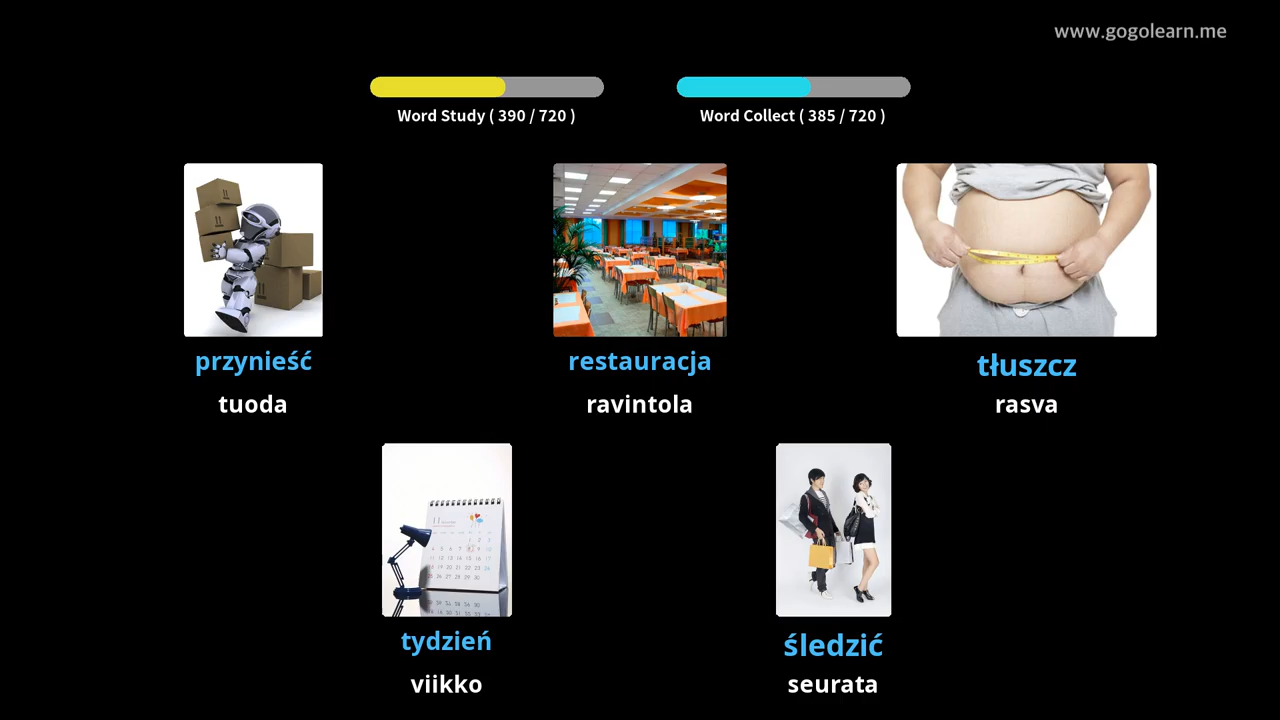 www.gogolearn.me
Word Study ( 390 / 720 )
Word Collect ( 385 / 720 )
przynieść
restauracja
tłuszcz
tuoda
ravintola
rasva
tydzień
śledzić
viikko
seurata